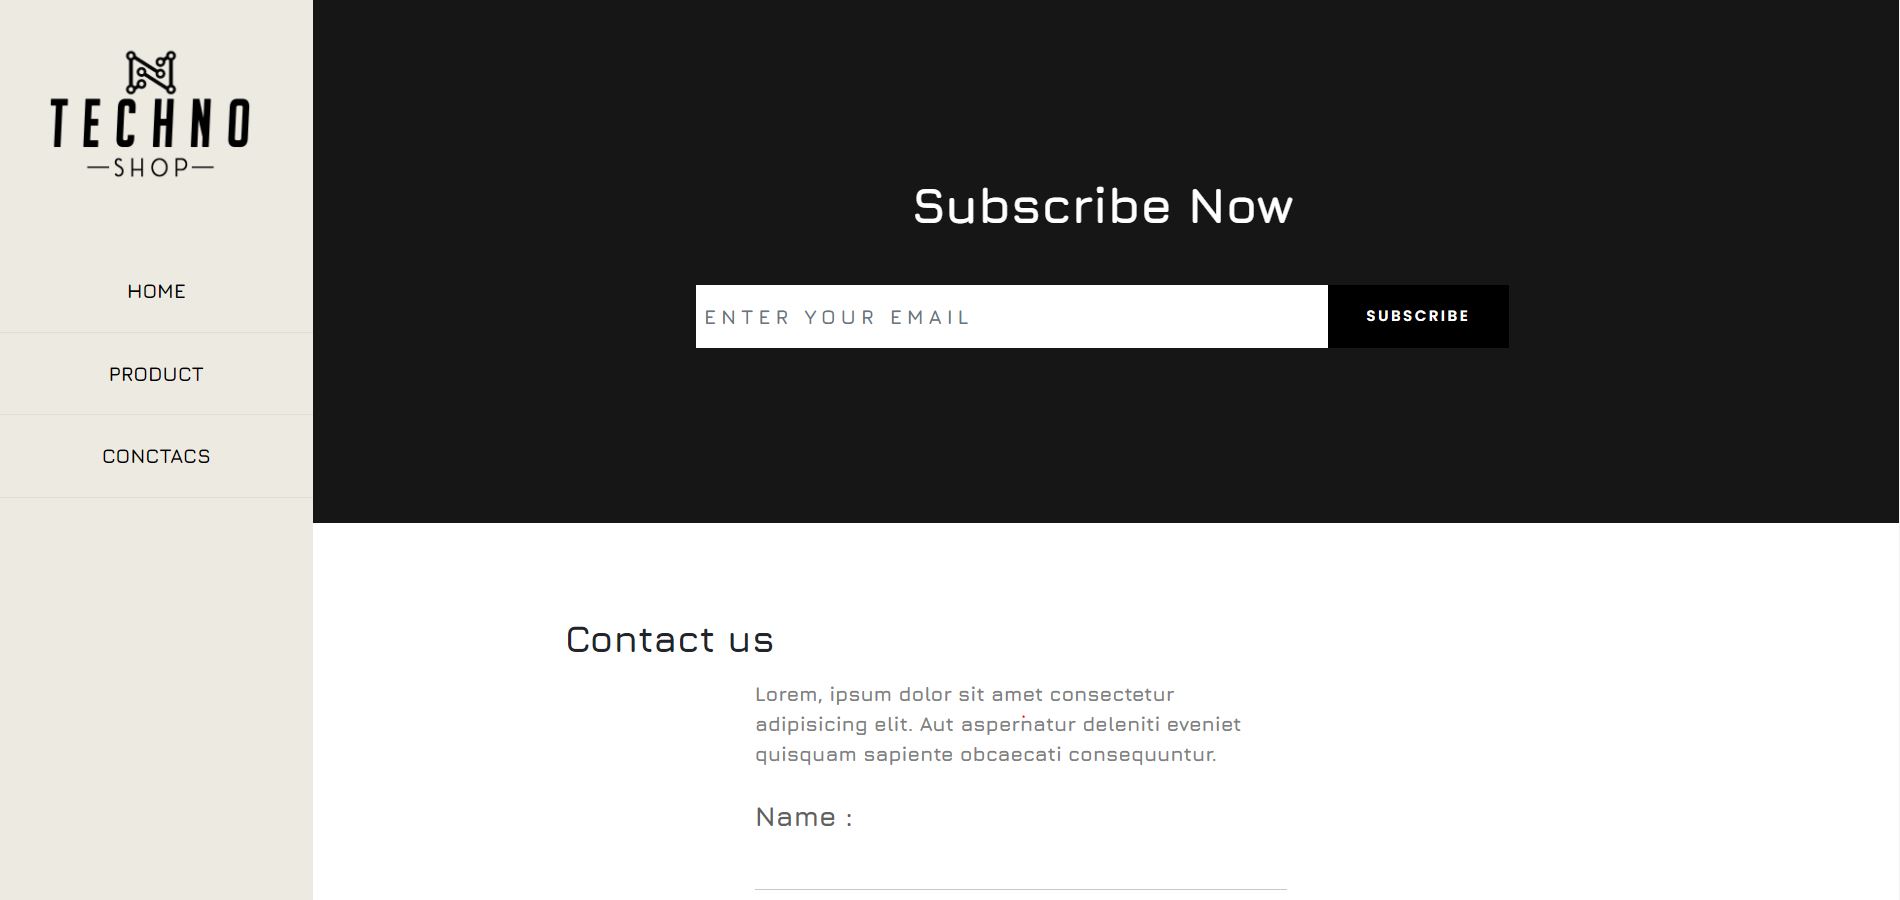 TECHNO
SHOP
HOME
PRODUCT
CONCTACS
Subscribe Now
ENTER YOUR EMAIL
SUBSCRIBE
Contact us
Lorem, ipsum dolor sit amet consectetur
adipisicing elit. Aut aspernatur deleniti eveniet
quisquam sapiente obcaecati consequuntur.
Name :